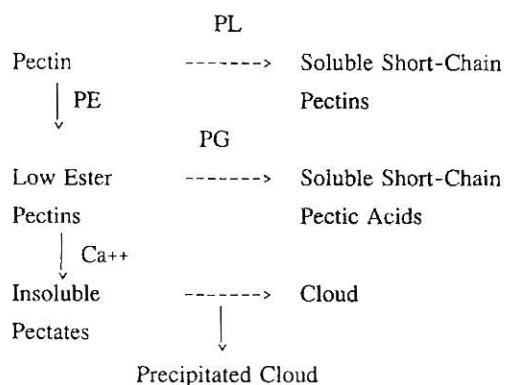 PL
Pectin Soluble Short-Chain
PE Pectins
PG
Low Ester Soluble Short-Chain
Pectins Pectic Acids
Ca++
Insoluble Cloud
Pectates
Precipitated Cloud